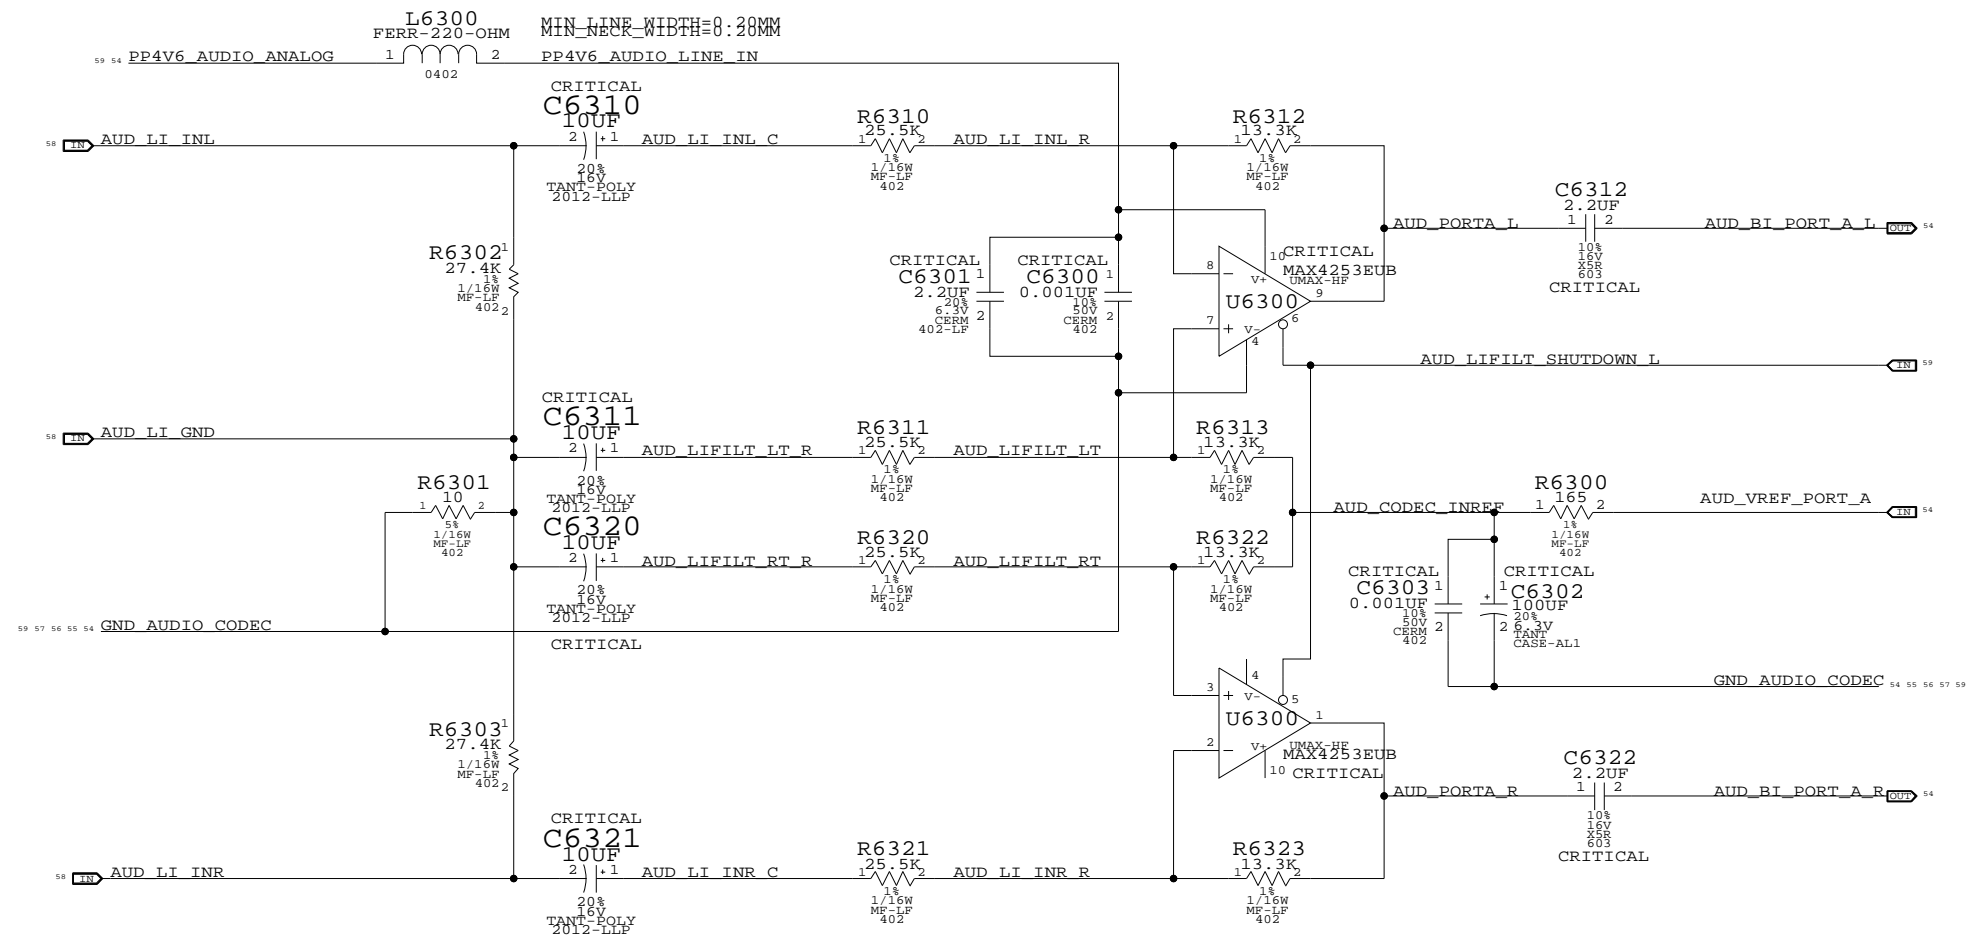 L6300
FERR-220-OHM
MIN_LINE_WIDTH=0.20MM
MIN_NECK_WIDTH=0.20MM
59 54 PP4V6_AUDIO_ANALOG 1 2 PP4V6_AUDIO_LINE_IN
0402
CRITICAL
C6310
10UF
58 IN AUD_LI_INL 2 + 1 AUD_LI_INL_C
20%
16V
TANT-POLY
2012-LLP
R6310
25.5K
1 2 AUD_LI_INL_R
1%
1/16W
MF-LF
402
R6312
13.3K
1 2
1%
1/16W
MF-LF
402
C6312
2.2UF
AUD_PORTA_L 1 2 AUD_BI_PORT_A_L OUT 54
10%
16V
X5R
603
CRITICAL
R6302 1
27.4K
1%
1/16W
MF-LF
402 2
CRITICAL
C6301 1
2.2UF
20%
6.3V 2
CERM
402-LF
CRITICAL
C6300 1
0.001UF
10%
50V 2
CERM
402
10 CRITICAL
MAX4253EUB
UMAX-HF
8 − V+
U6300 9
7 + V- 6
4
AUD_LIFILT_SHUTDOWN_L IN 59
CRITICAL
C6311
10UF
58 IN AUD_LI_GND
2 + 1 AUD_LIFILT_LT_R
20%
16V
TANT-POLY
2012-LLP
R6311
25.5K
1 2 AUD_LIFILT_LT
1%
1/16W
MF-LF
402
R6313
13.3K
1 2
1%
1/16W
MF-LF
402
R6301
10
1 2
5%
1/16W
MF-LF
402
AUD_CODEC_INREF
R6300
165
1 2 AUD_VREF_PORT_A IN 54
1%
1/16W
MF-LF
402
C6320
10UF
2 + 1 AUD_LIFILT_RT_R
20%
16V
TANT-POLY
2012-LLP
CRITICAL
R6320
25.5K
1 2 AUD_LIFILT_RT
1%
1/16W
MF-LF
402
R6322
13.3K
1 2
1%
1/16W
MF-LF
402
CRITICAL
C6303 1
0.001UF
10%
50V 2
CERM
402
CRITICAL
1 C6302
+ 100UF
20%
2 6.3V
TANT
CASE-AL1
59 57 56 55 54 GND_AUDIO_CODEC
GND_AUDIO_CODEC 54 55 56 57 59
4
3 + V- 5
U6300 1
2 − V+ UMAX-HF
MAX4253EUB
10 CRITICAL
R6303 1
27.4K
1%
1/16W
MF-LF
402 2
C6322
2.2UF
AUD_PORTA_R 1 2 AUD_BI_PORT_A_R OUT 54
10%
16V
X5R
603
CRITICAL
CRITICAL
C6321
10UF
58 IN AUD_LI_INR 2 + 1 AUD_LI_INR_C
20%
16V
TANT-POLY
2012-LLP
R6321
25.5K
1 2 AUD_LI_INR_R
1%
1/16W
MF-LF
402
R6323
13.3K
1 2
1%
1/16W
MF-LF
402